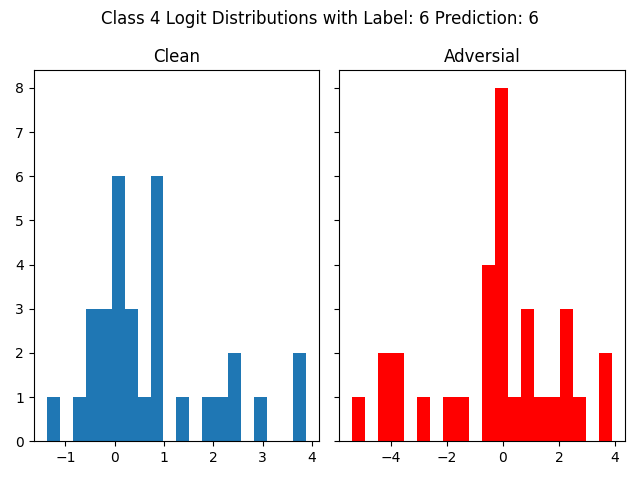 Class 4 Logit Distributions with Label: 6 Prediction: 6
Clean
Adversial
8
7
6
5
4
3
2
1
0
−1 0 1 2 3 4
−4 −2 0 2 4